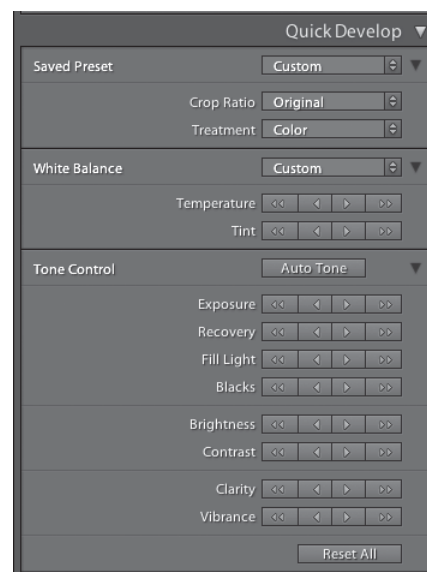 Quick Develop
Saved Preset Custom
Crop Ratio Original
Treatment Color
White Balance Custom
Temperature
Tint
Tone Control Auto Tone
Exposure
Recovery
Fill Light
Blacks
Brightness
Contrast
Clarity
Vibrance
Reset All